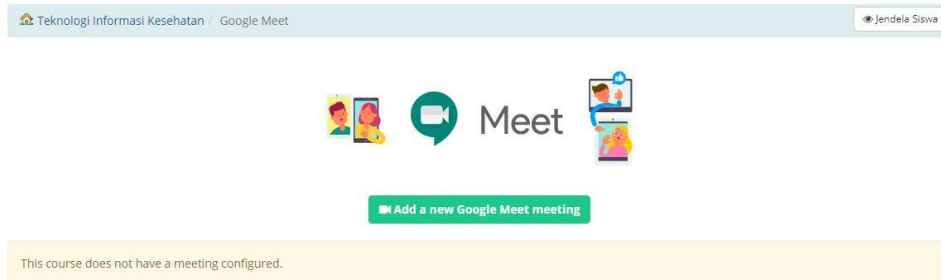 Teknologi Informasi Kesehatan / Google Meet
Jendela Siswa
Meet
Add a new Google Meet meeting
This course does not have a meeting configured.